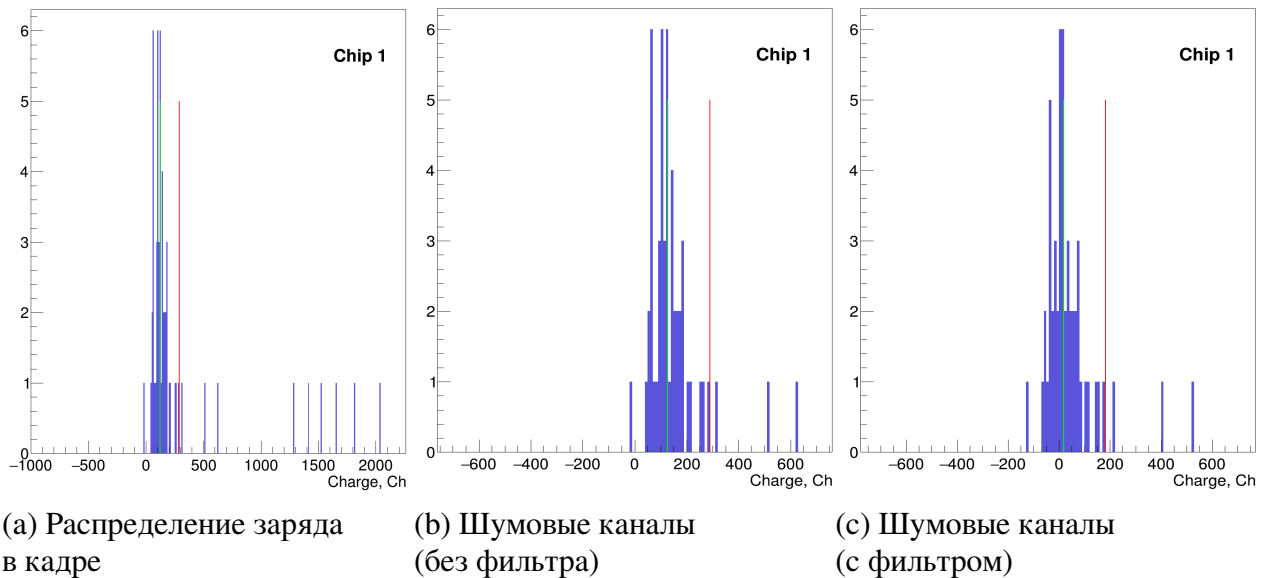 Chip 1
6
5
4
3
2
1
0
−1000 −500 0 500 1000 1500 2000
Charge, Ch
Chip 1
6
5
4
3
2
1
0
−600 −400 −200 0 200 400 600
Charge, Ch
Chip 1
6
5
4
3
2
1
0
−600 −400 −200 0 200 400 600
Charge, Ch
(a) Распределение заряда
в кадре
(b) Шумовые каналы
(без фильтра)
(c) Шумовые каналы
(с фильтром)